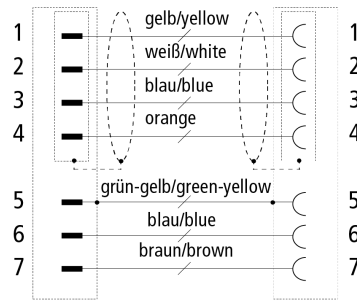 1 gelb/yellow 1
2 weiß/white 2
3 blau/blue 3
4 orange 4
5 grün-gelb/green-yellow 5
6 blau/blue 6
7 braun/brown 7